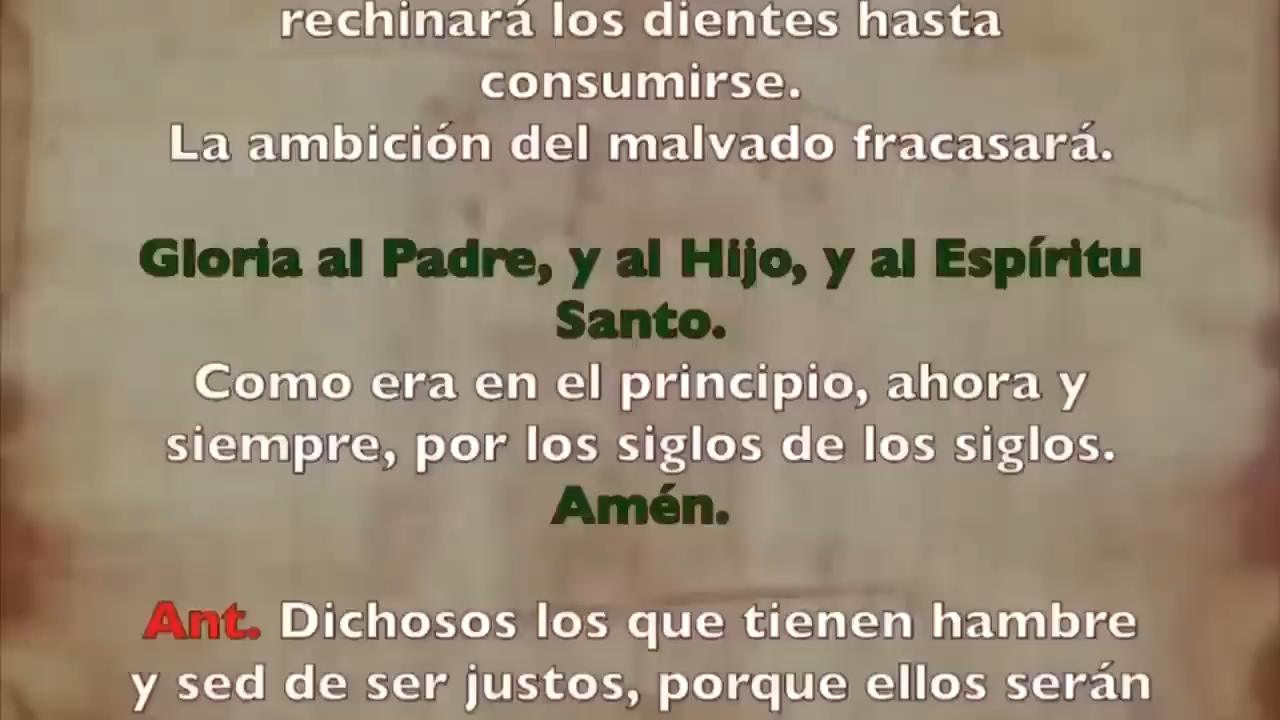 rechinará los dientes hasta
consumirse.
La ambición del malvado fracasará.
Gloria al Padre, y al Hijo, y al Espíritu
Santo.
Como era en el principio, ahora y
siempre, por los siglos de los siglos.
Amén.
Ant. Dichosos los que tienen hambre
y sed de ser justos, porque ellos serán